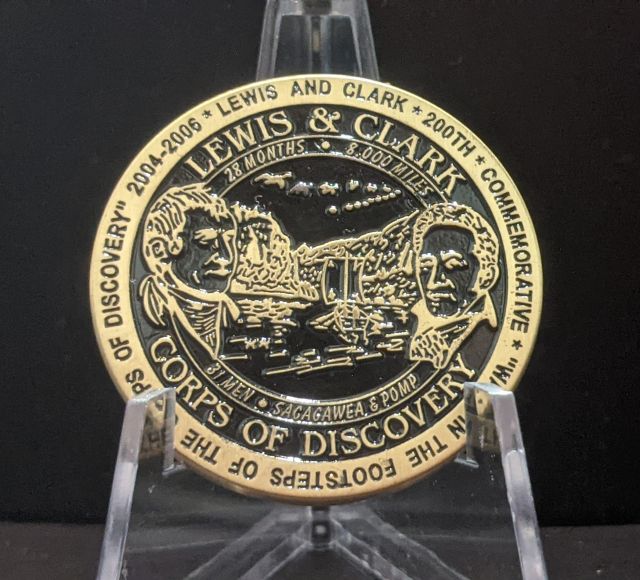 LEWIS AND CLARK * 200TH * COMMEMORATIVE * "W
IN THE FOOTSTEPS OF THE
PS OF DISCOVERY" 2004-2006 *
LEWIS & CLARK
28 MONTHS • 8,000 MILES
31 MEN • SACAGAWEA & POMP
CORPS OF DISCOVERY